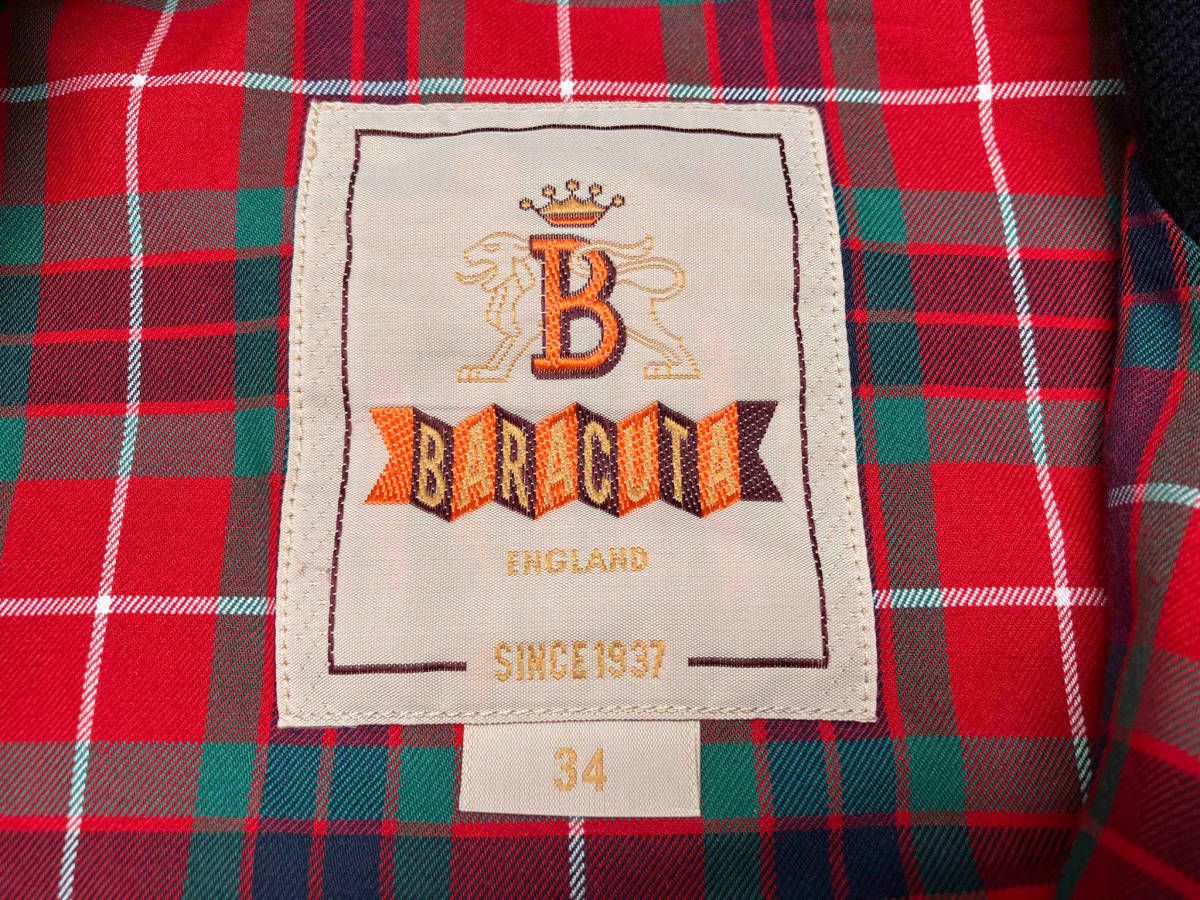 B
BARACUTA
ENGLAND
SINCE 1937
34